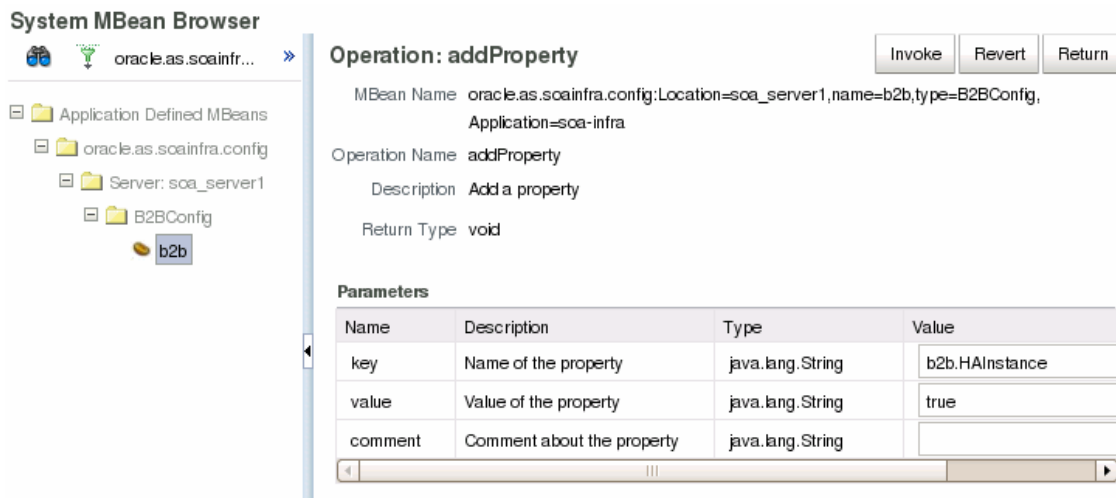 System MBean Browser
oracle.as.soainfr... »
Application Defined MBeans
oracle.as.soainfra.config
Server: soa_server1
B2BConfig
b2b
Operation: addProperty
Invoke Revert Return
MBean Name oracle.as.soainfra.config:Location=soa_server1,name=b2b,type=B2BConfig,
Application=soa-infra
Operation Name addProperty
Description Add a property
Return Type void
Parameters
Name Description Type Value
key Name of the property java.lang.String b2b.HAInstance
value Value of the property java.lang.String true
comment Comment about the property java.lang.String